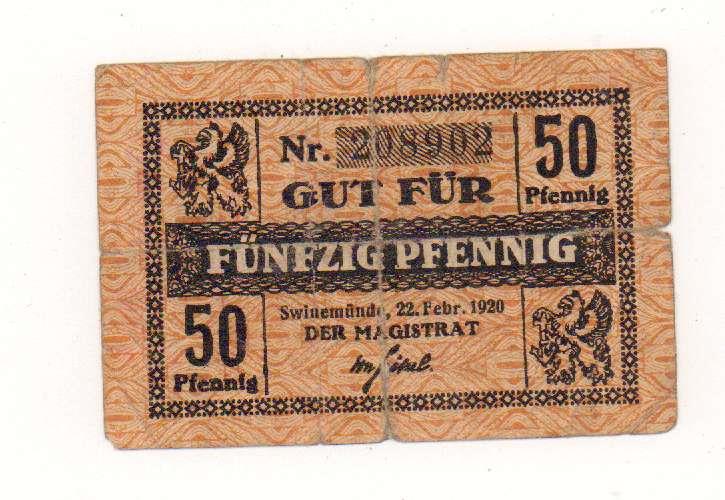 Nr. 208902
50
Pfennig
GUT FÜR
FÜNFZIG PFENNIG
50
Pfennig
Swinemünde, 22. Febr. 1920
DER MAGISTRAT